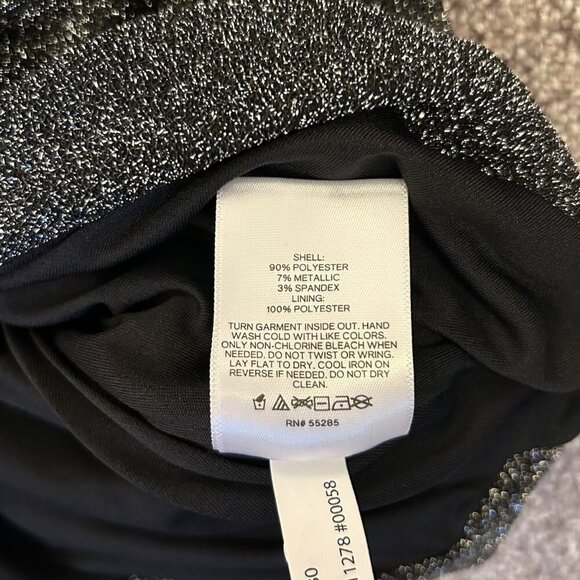 SHELL:
90% POLYESTER
7% METALLIC
3% SPANDEX
LINING:
100% POLYESTER
TURN GARMENT INSIDE OUT. HAND
WASH COLD WITH LIKE COLORS.
ONLY NON-CHLORINE BLEACH WHEN
NEEDED. DO NOT TWIST OR WRING.
LAY FLAT TO DRY. COOL IRON ON
REVERSE IF NEEDED. DO NOT DRY
CLEAN.
RN# 55285
1278 #00058